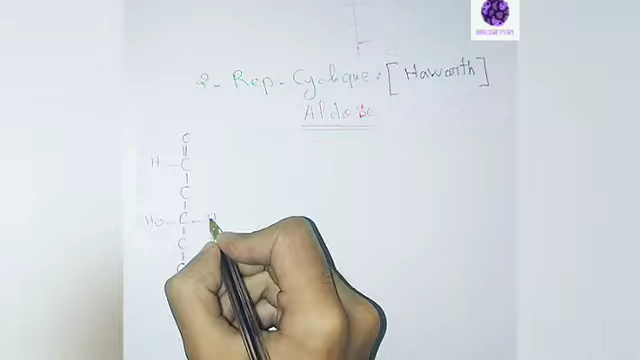 2 - Rep - Cyclique : [ Haworth ]
Aldose
C
H - C
C
HO - C - H
C
C